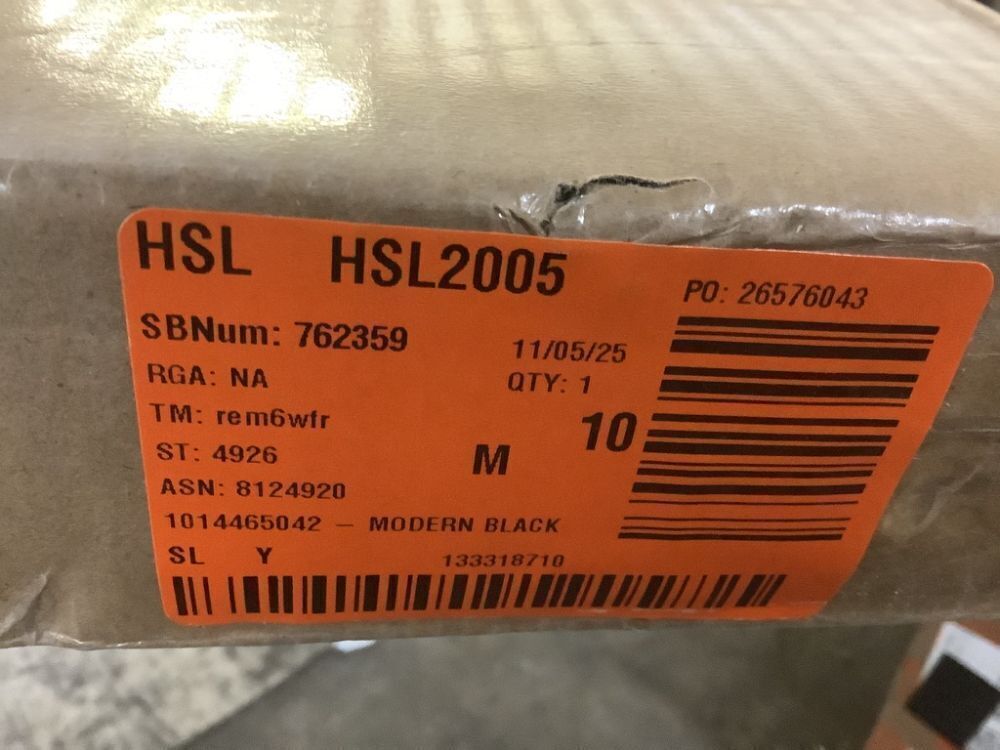 HSL HSL2005
PO: 26576043
SBNum: 762359
11/05/25
RGA: NA
QTY: 1
TM: rem6wfr
10
ST: 4926
M
ASN: 8124920
1014465042 – MODERN BLACK
SL Y 133318710